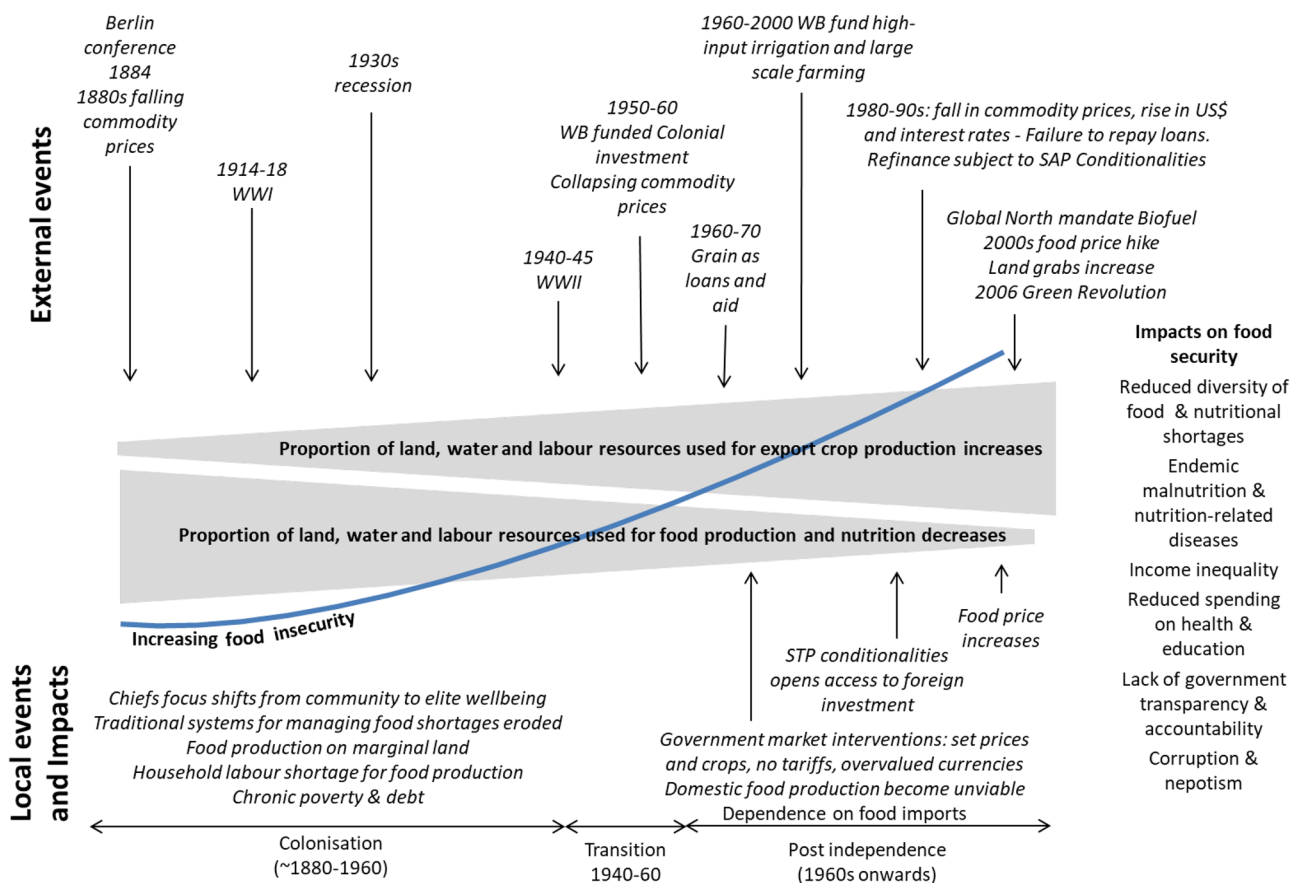 External events
Berlin
conference
1884
1880s falling
commodity
prices
1914-18
WWI
1930s
recession
1940-45
WWII
1950-60
WB funded Colonial
investment
Collapsing commodity
prices
1960-70
Grain as
loans and
aid
1960-2000 WB fund high-
input irrigation and large
scale farming
1980-90s: fall in commodity prices, rise in US$
and interest rates - Failure to repay loans.
Refinance subject to SAP Conditionalities
Global North mandate Biofuel
2000s food price hike
Land grabs increase
2006 Green Revolution
Proportion of land, water and labour resources used for export crop production increases
Proportion of land, water and labour resources used for food production and nutrition decreases
Increasing food insecurity
Impacts on food
security
Reduced diversity of
food & nutritional
shortages
Endemic
malnutrition &
nutrition-related
diseases
Income inequality
Reduced spending
on health &
education
Lack of government
transparency &
accountability
Corruption &
nepotism
Local events
and Impacts
Chiefs focus shifts from community to elite wellbeing
Traditional systems for managing food shortages eroded
Food production on marginal land
Household labour shortage for food production
Chronic poverty & debt
Government market interventions: set prices
and crops, no tariffs, overvalued currencies
Domestic food production become unviable
Dependence on food imports
STP conditionalities
opens access to foreign
investment
Food price
increases
Colonisation
(~1880-1960)
Transition
1940-60
Post independence
(1960s onwards)